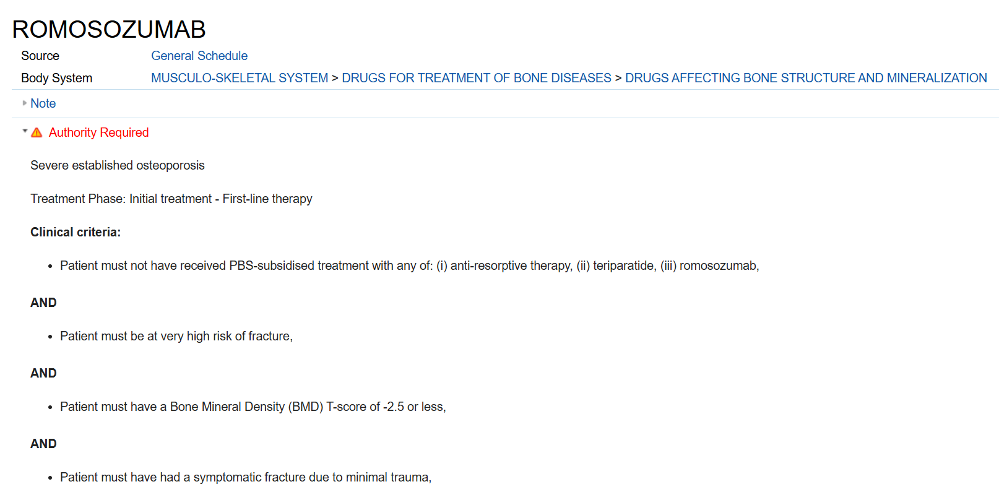 ROMOSOZUMAB
Source General Schedule
Body System MUSCULO-SKELETAL SYSTEM > DRUGS FOR TREATMENT OF BONE DISEASES > DRUGS AFFECTING BONE STRUCTURE AND MINERALIZATION
Note
Authority Required
Severe established osteoporosis
Treatment Phase: Initial treatment - First-line therapy
Clinical criteria:
• Patient must not have received PBS-subsidised treatment with any of: (i) anti-resorptive therapy, (ii) teriparatide, (iii) romosozumab,
AND
• Patient must be at very high risk of fracture,
AND
• Patient must have a Bone Mineral Density (BMD) T-score of -2.5 or less,
AND
• Patient must have had a symptomatic fracture due to minimal trauma,